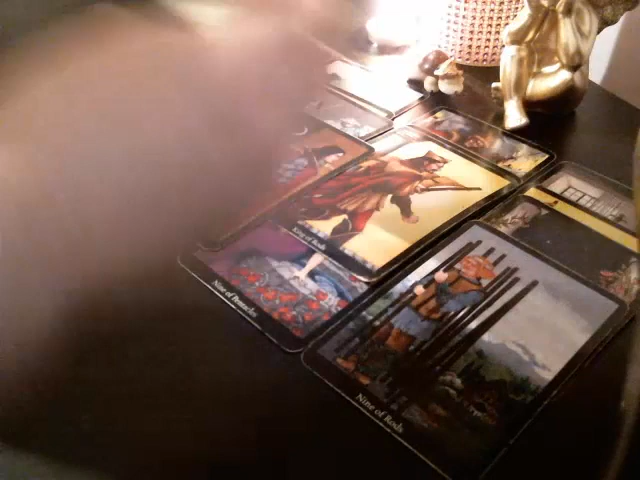 King of Rods
Nine of Pentacles
Nine of Rods